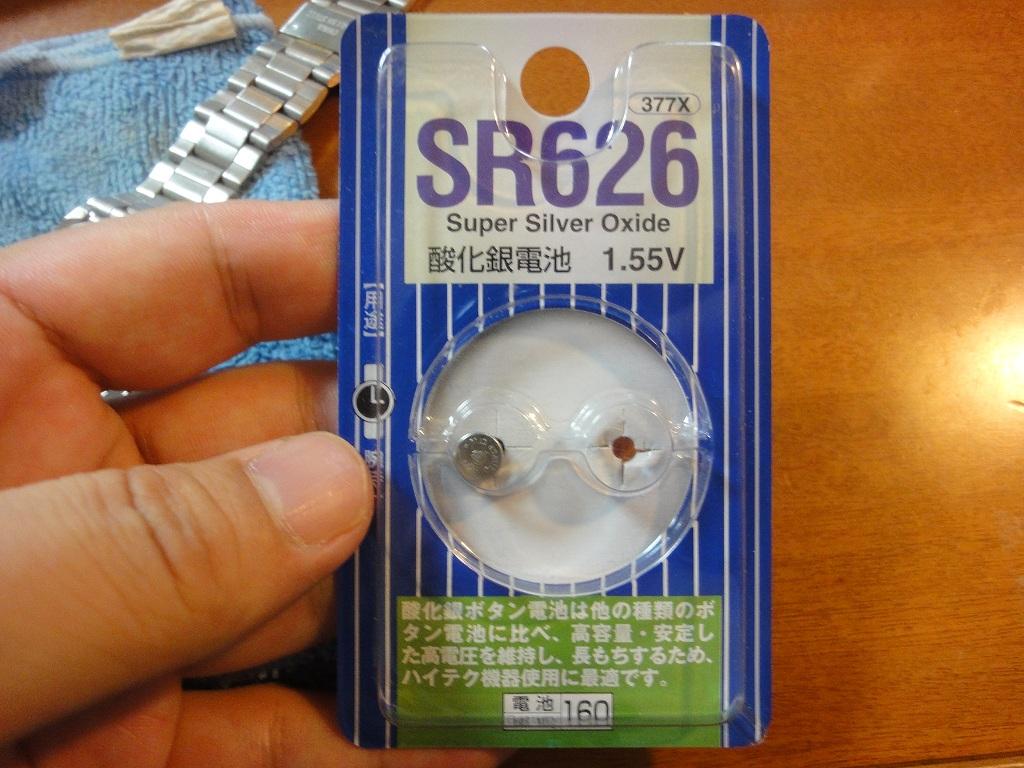 377X
SR626
Super Silver Oxide
酸化銀電池 1.55V
酸化銀ボタン電池は他の種類のボ
タン電池に比べ、高容量・安定し
た高電圧を維持し、長もちするため、
ハイテク機器使用に最適です。
電池 160